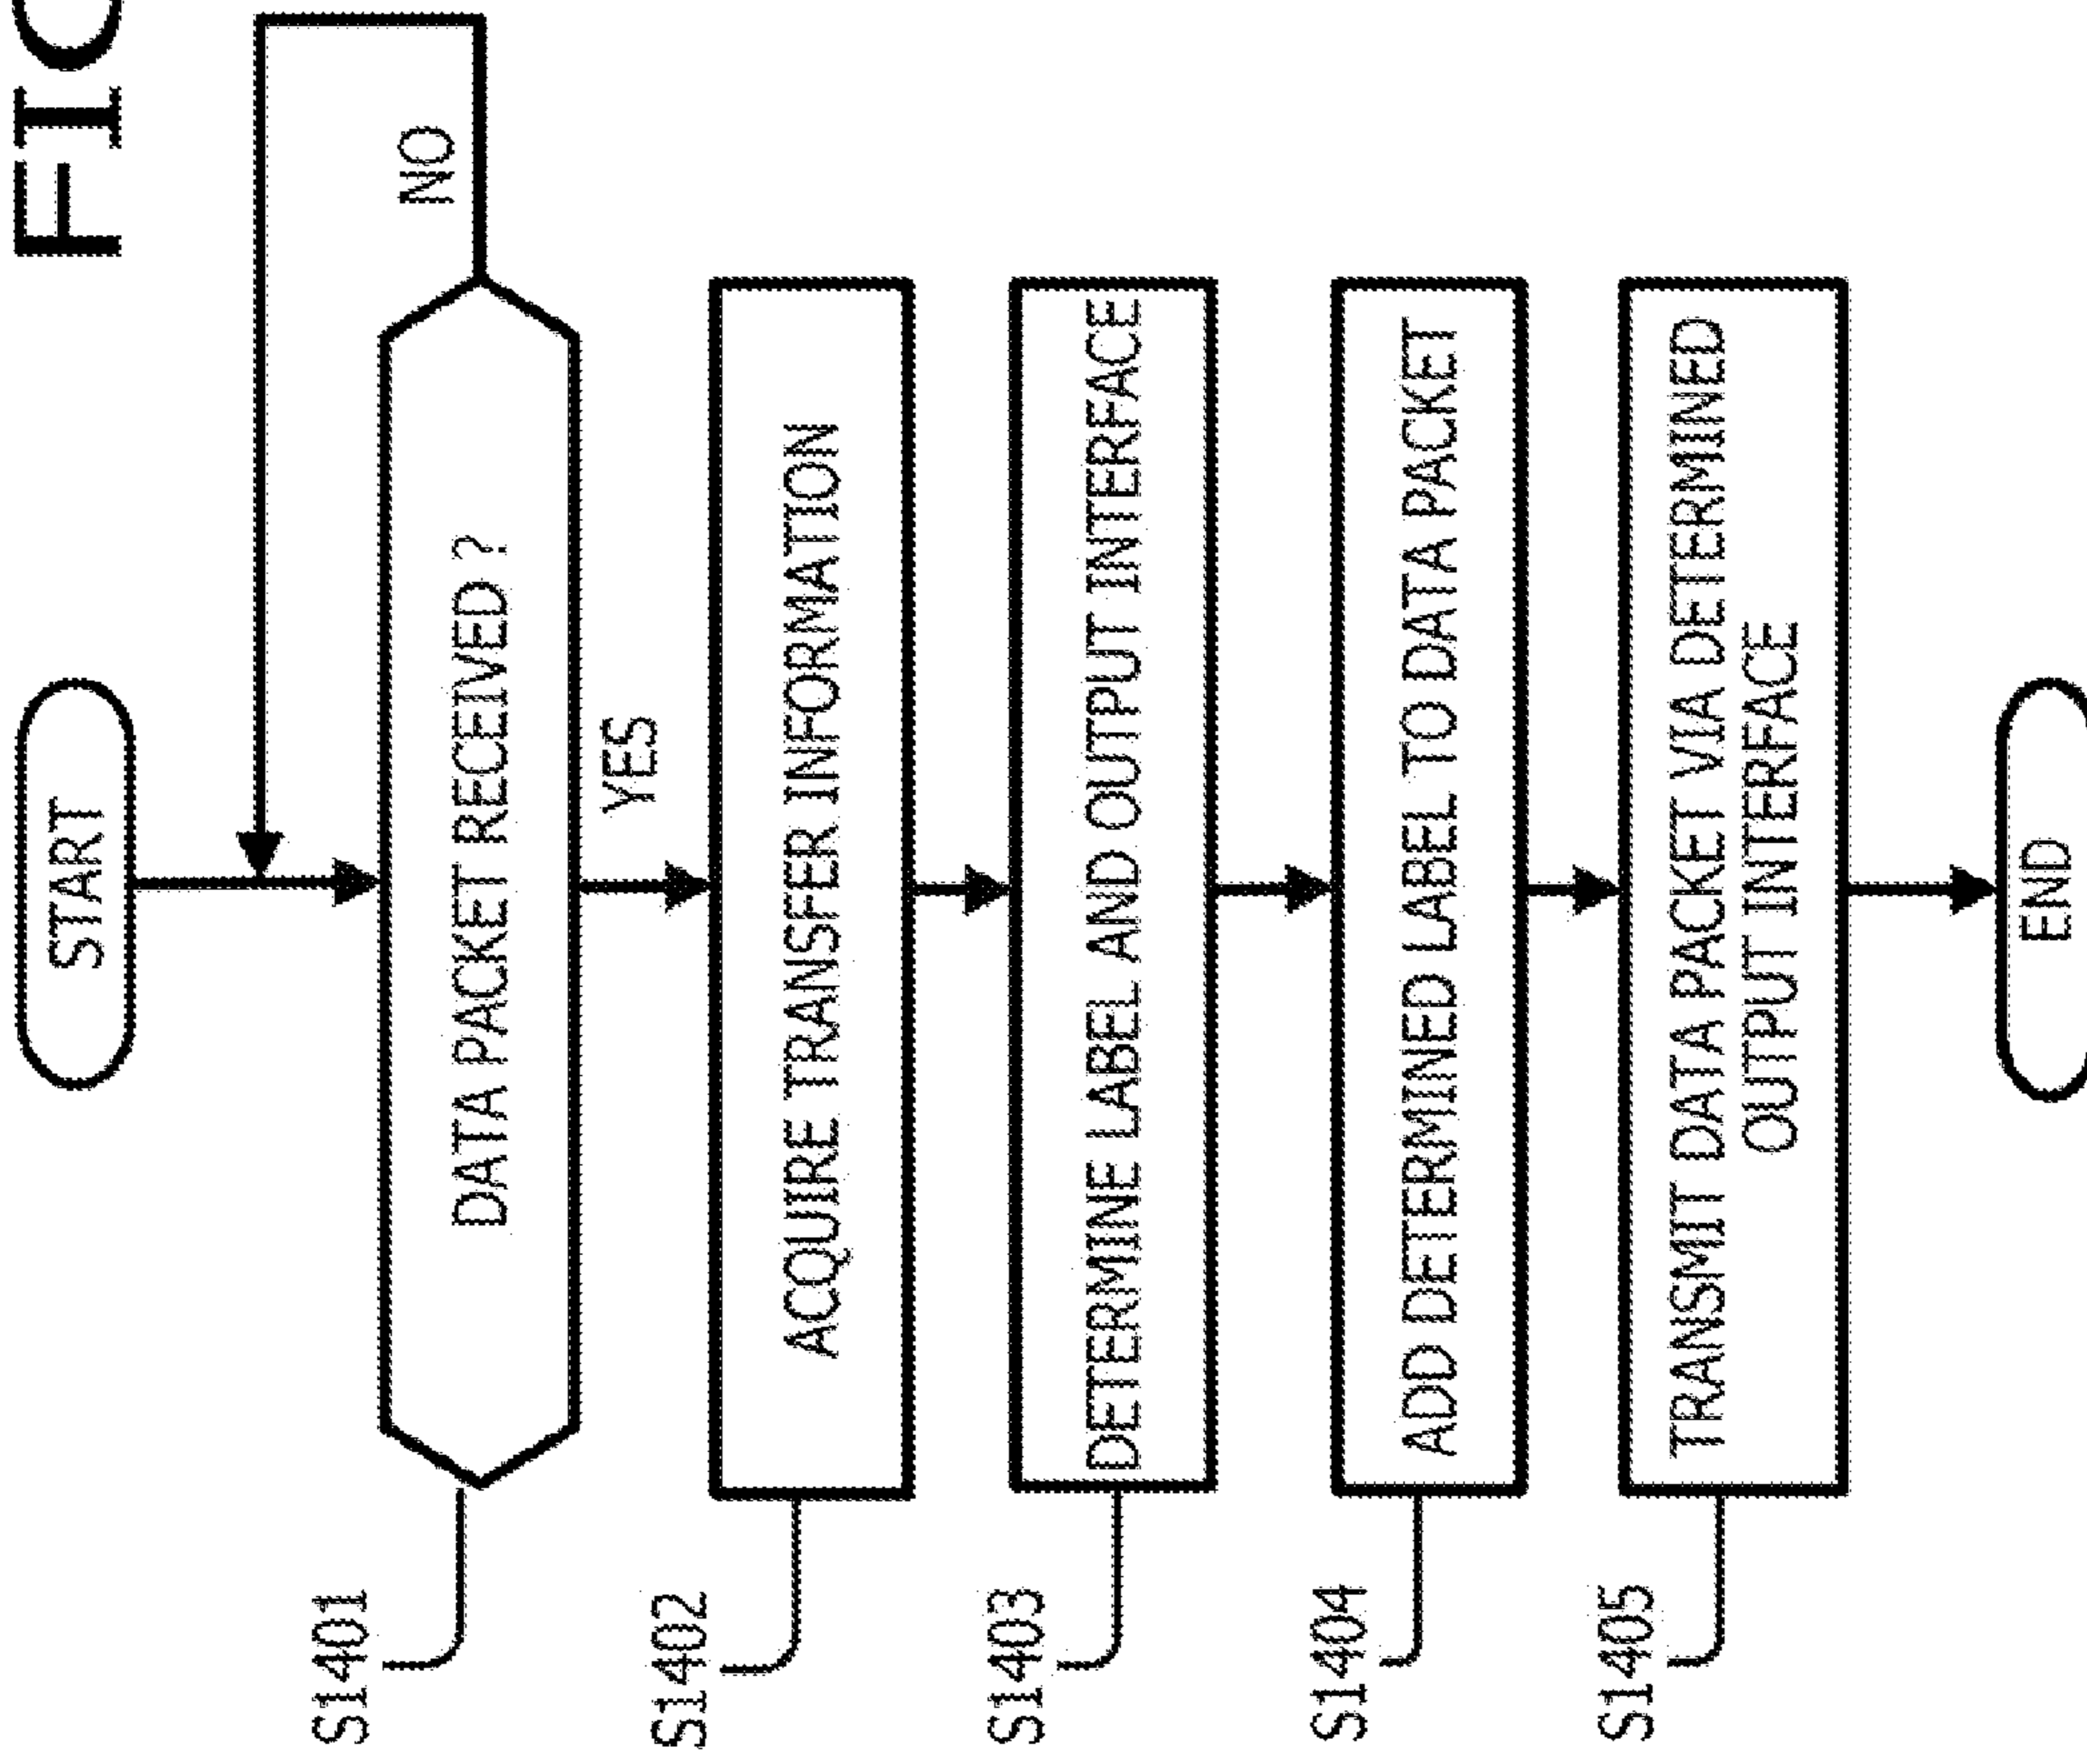 FIG
START
S1401
DATA PACKET RECEIVED ?
NO
YES
S1402
ACQUIRE TRANSFER INFORMATION
S1403
DETERMINE LABEL AND OUTPUT INTERFACE
S1404
ADD DETERMINED LABEL TO DATA PACKET
S1405
TRANSMIT DATA PACKET VIA DETERMINED
OUTPUT INTERFACE
END